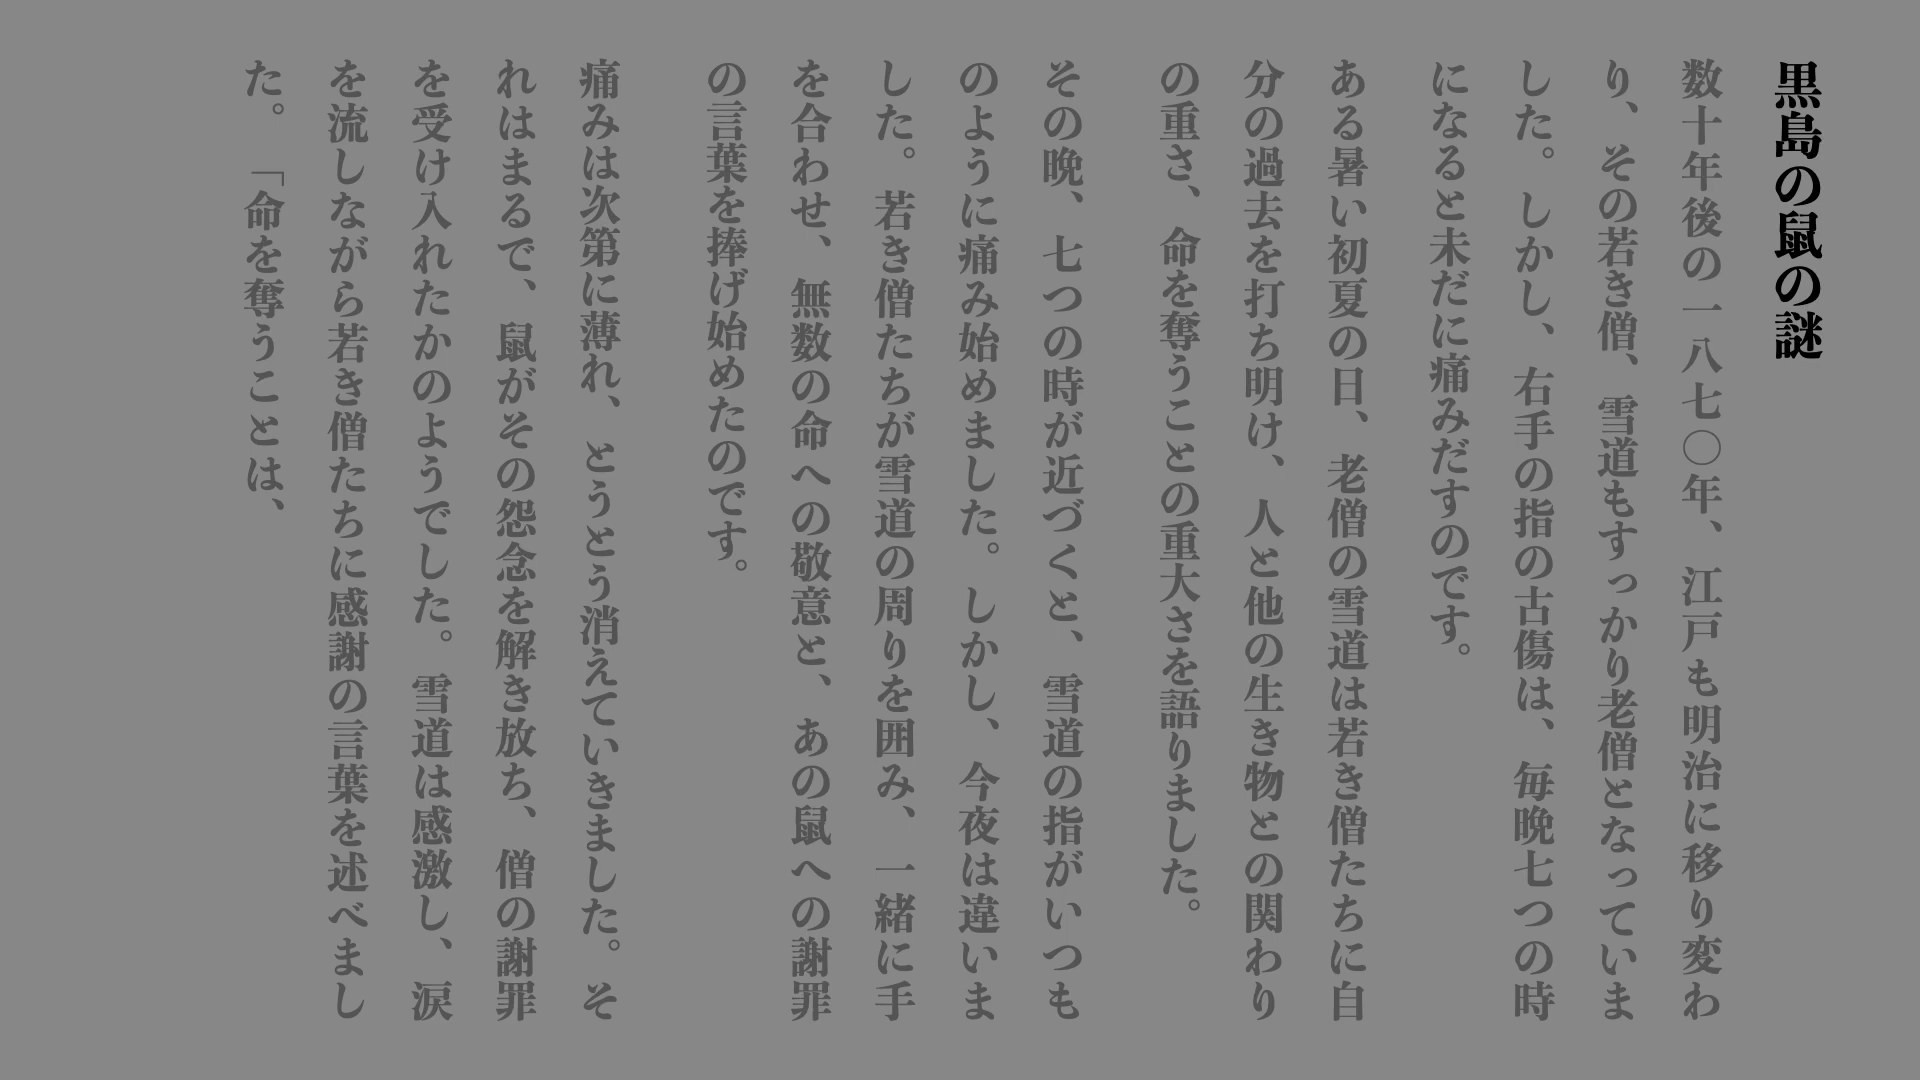 黒島の鼠の謎
数十年後の一八七〇年、江戸も明治に移り変わ
り、その若き僧、雪道もすっかり老僧となっていま
した。しかし、右手の指の古傷は、毎晩七つの時
になると未だに痛みだすのです。
ある暑い初夏の日、老僧の雪道は若き僧たちに自
分の過去を打ち明け、人と他の生き物との関わり
の重さ、命を奪うことの重大さを語りました。
その晩、七つの時が近づくと、雪道の指がいつも
のように痛み始めました。しかし、今夜は違いま
した。若き僧たちが雪道の周りを囲み、一緒に手
を合わせ、無数の命への敬意と、あの鼠への謝罪
の言葉を捧げ始めたのです。
痛みは次第に薄れ、とうとう消えていきました。そ
れはまるで、鼠がその怨念を解き放ち、僧の謝罪
を受け入れたかのようでした。雪道は感激し、涙
を流しながら若き僧たちに感謝の言葉を述べまし
た。「命を奪うことは、